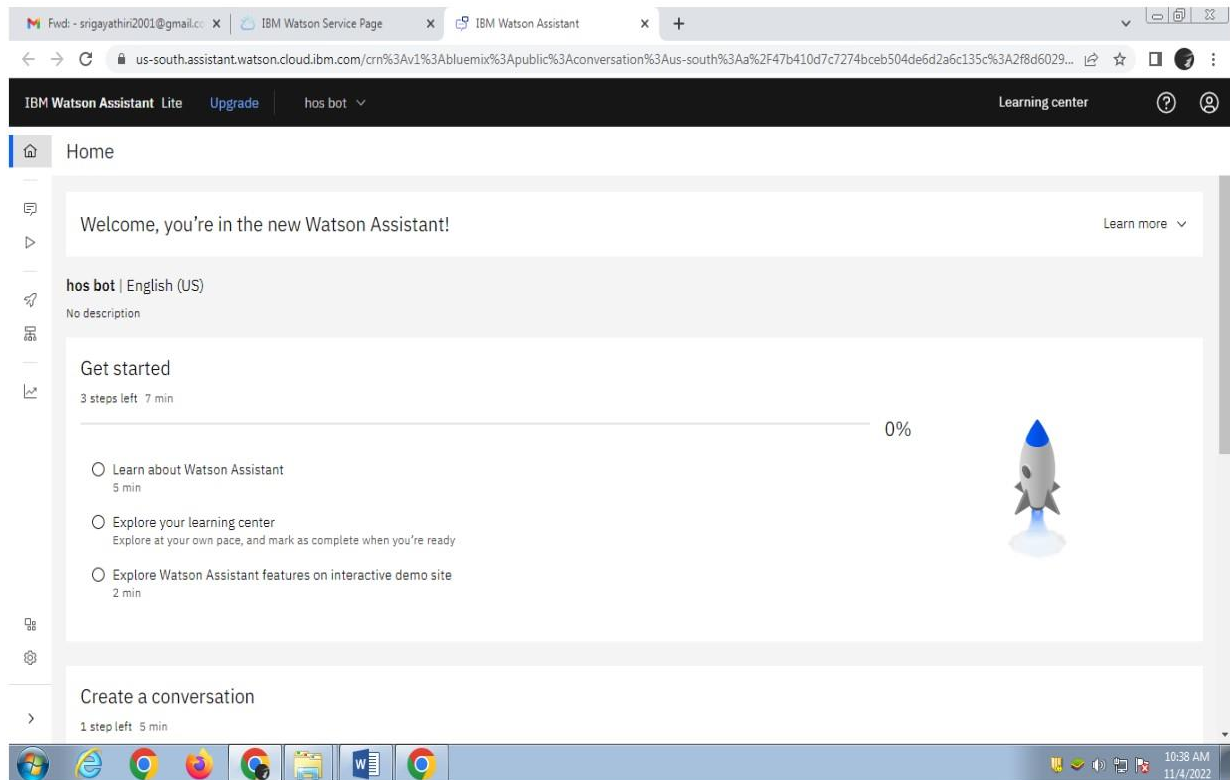 Fwd: - srigayathiri2001@gmail.cc
IBM Watson Service Page
IBM Watson Assistant
us-south.assistant.watson.cloud.ibm.com/crn%3Av1%3Abluemix%3Apublic%3Aconversation%3Aus-south%3Aa%2F47b410d7c7274bceb504de6d2a6c135c%3A2f8d6029...
IBM Watson Assistant Lite Upgrade hos bot Learning center
Home
Welcome, you're in the new Watson Assistant! Learn more
hos bot | English (US)
No description
Get started
3 steps left 7 min
0%
Learn about Watson Assistant
5 min
Explore your learning center
Explore at your own pace, and mark as complete when you're ready
Explore Watson Assistant features on interactive demo site
2 min
Create a conversation
1 step left 5 min
10:38 AM
11/4/2022